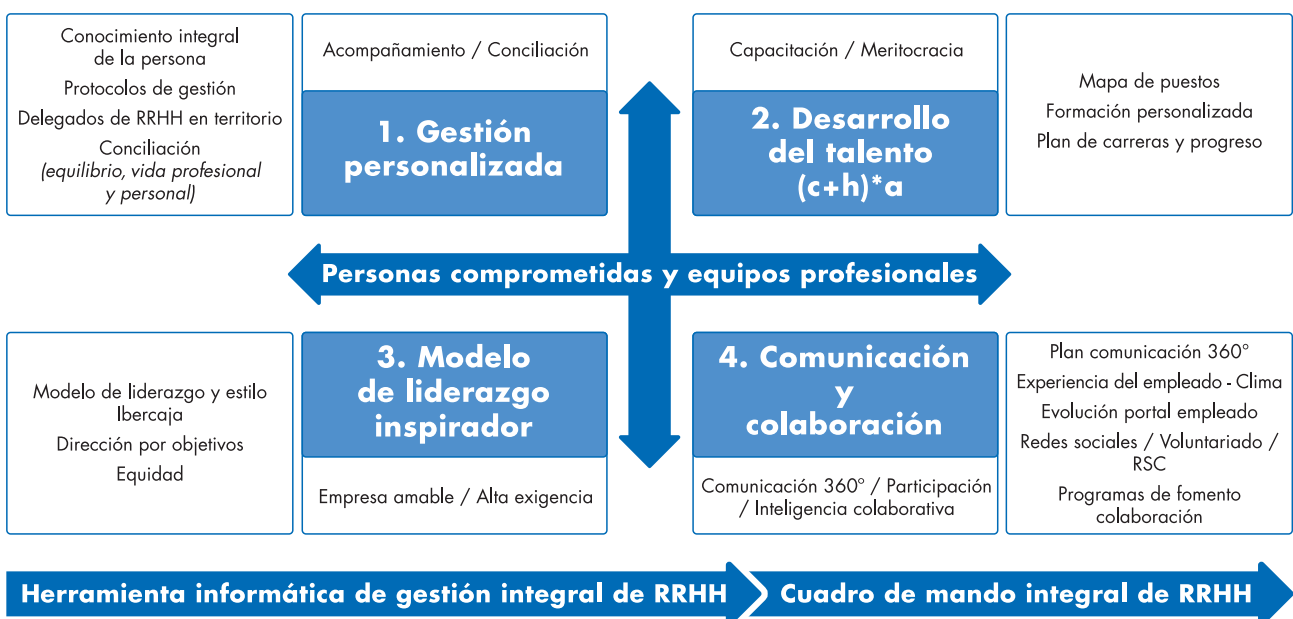 Conocimiento integral
de la persona
Protocolos de gestión
Delegados de RRHH en territorio
Conciliación
(equilibrio, vida profesional
y personal)
Acompañamiento / Conciliación
1. Gestión
personalizada
Capacitación / Meritocracia
2. Desarrollo
del talento
(c+h)*a
Mapa de puestos
Formación personalizada
Plan de carreras y progreso
Personas comprometidas y equipos profesionales
Modelo de liderazgo y estilo
Ibercaja
Dirección por objetivos
Equidad
3. Modelo
de liderazgo
inspirador
Empresa amable / Alta exigencia
4. Comunicación
y
colaboración
Comunicación 360° / Participación
/ Inteligencia colaborativa
Plan comunicación 360°
Experiencia del empleado - Clima
Evolución portal empleado
Redes sociales / Voluntariado /
RSC
Programas de fomento
colaboración
Herramienta informática de gestión integral de RRHH
Cuadro de mando integral de RRHH